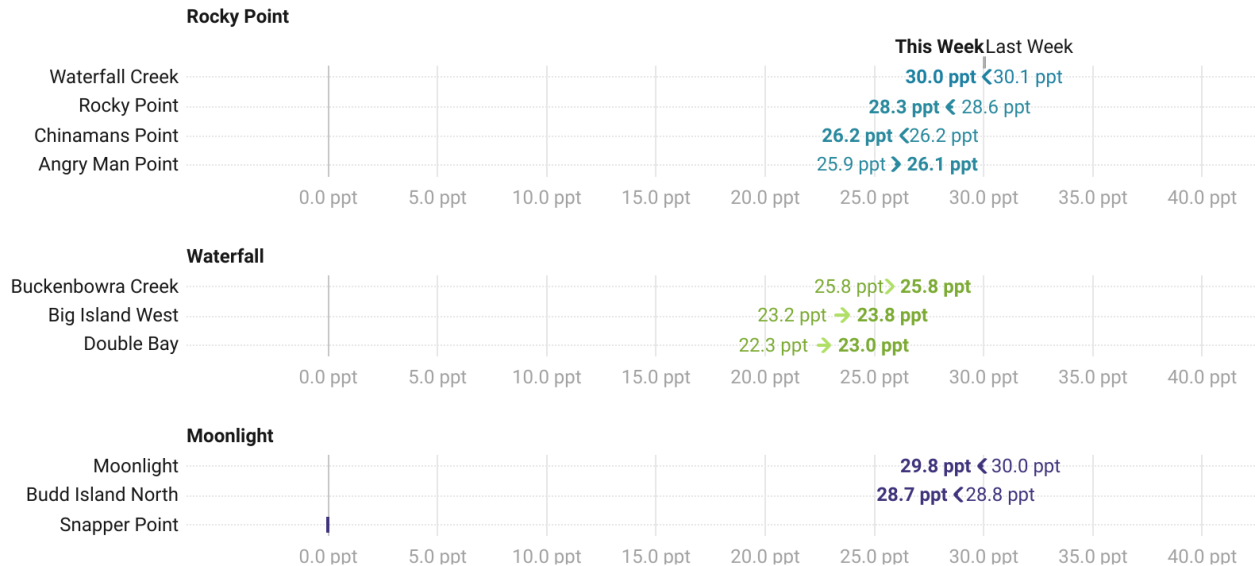 Rocky Point
This Week Last Week
Waterfall Creek 30.0 ppt 30.1 ppt
Rocky Point 28.3 ppt 28.6 ppt
Chinamans Point 26.2 ppt 26.2 ppt
Angry Man Point 25.9 ppt 26.1 ppt
0.0 ppt 5.0 ppt 10.0 ppt 15.0 ppt 20.0 ppt 25.0 ppt 30.0 ppt 35.0 ppt 40.0 ppt
Waterfall
Buckenbowra Creek 25.8 ppt 25.8 ppt
Big Island West 23.2 ppt 23.8 ppt
Double Bay 22.3 ppt 23.0 ppt
0.0 ppt 5.0 ppt 10.0 ppt 15.0 ppt 20.0 ppt 25.0 ppt 30.0 ppt 35.0 ppt 40.0 ppt
Moonlight
Moonlight 29.8 ppt 30.0 ppt
Budd Island North 28.7 ppt 28.8 ppt
Snapper Point
0.0 ppt 5.0 ppt 10.0 ppt 15.0 ppt 20.0 ppt 25.0 ppt 30.0 ppt 35.0 ppt 40.0 ppt